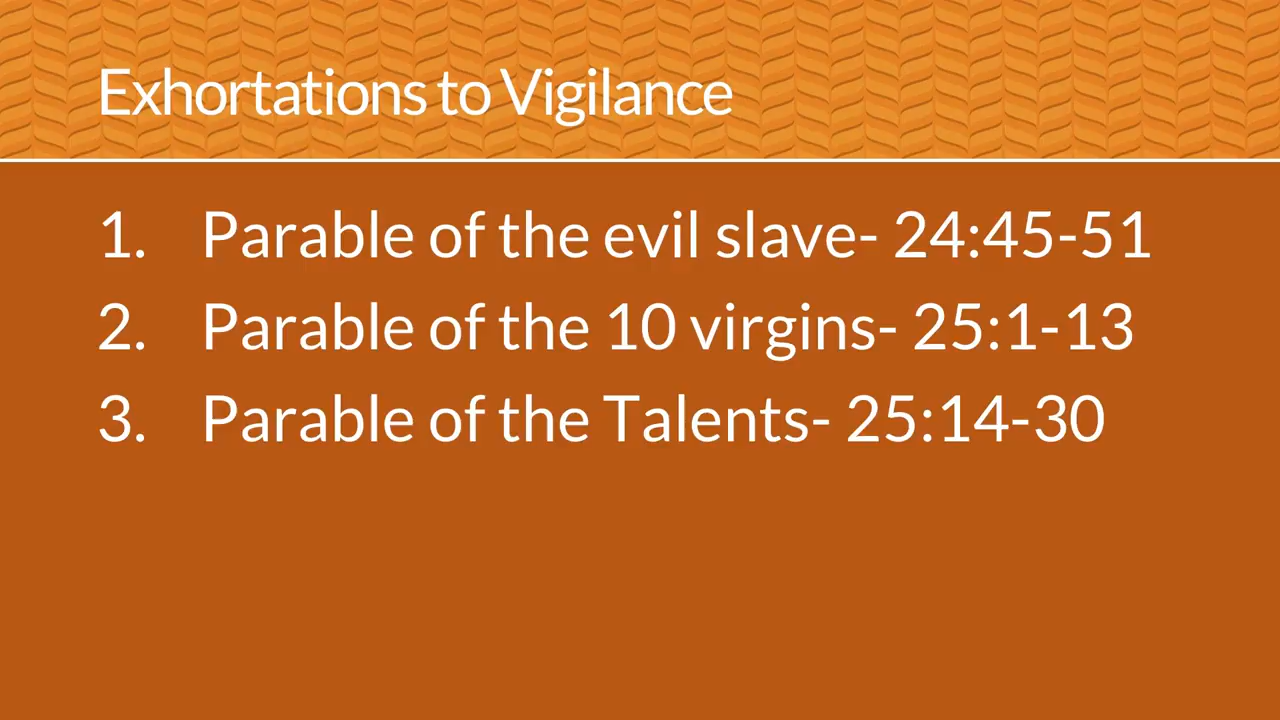 Exhortations to Vigilance
1. Parable of the evil slave- 24:45-51
2. Parable of the 10 virgins- 25:1-13
3. Parable of the Talents- 25:14-30